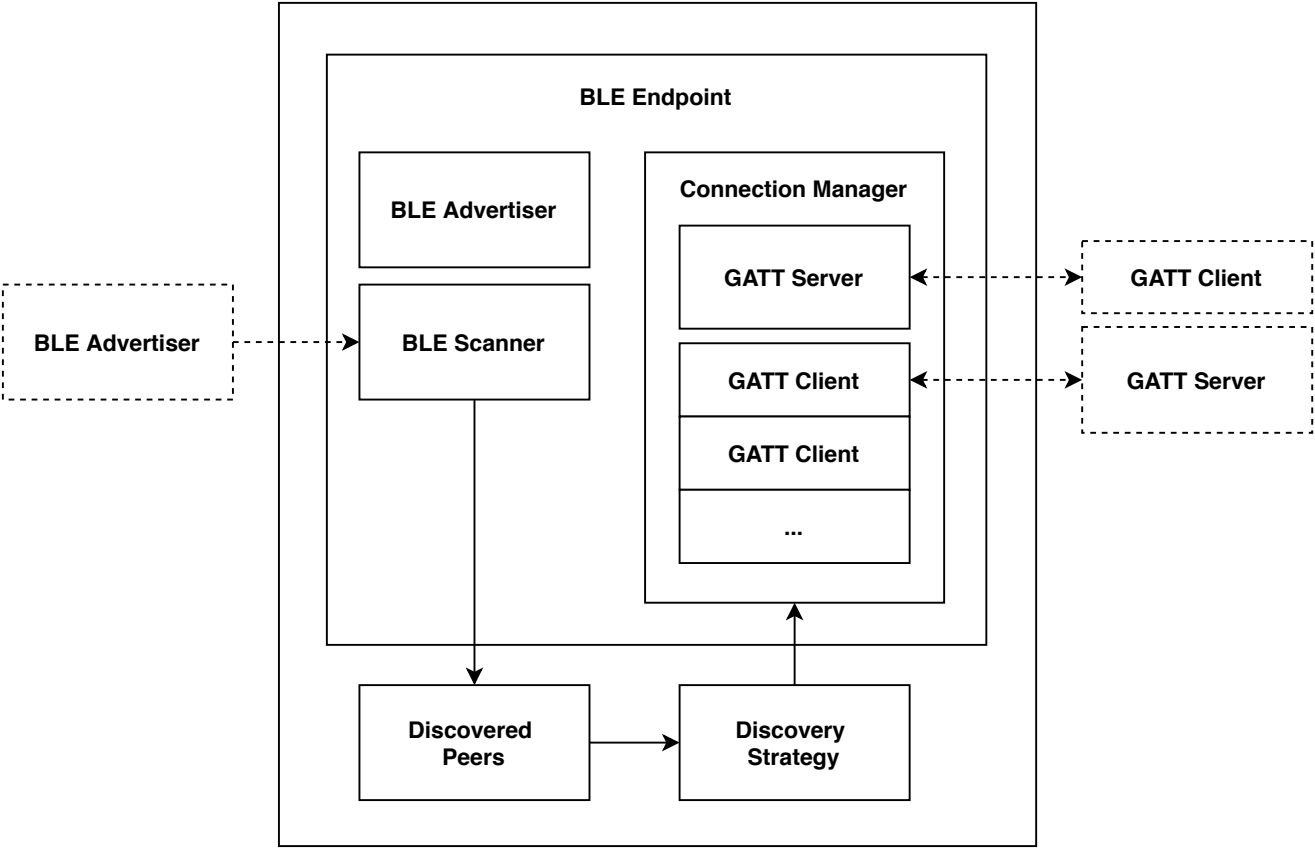 BLE Endpoint
BLE Advertiser
Connection Manager
GATT Server
GATT Client
BLE Advertiser
BLE Scanner
GATT Client
GATT Server
GATT Client
...
Discovered
Peers
Discovery
Strategy